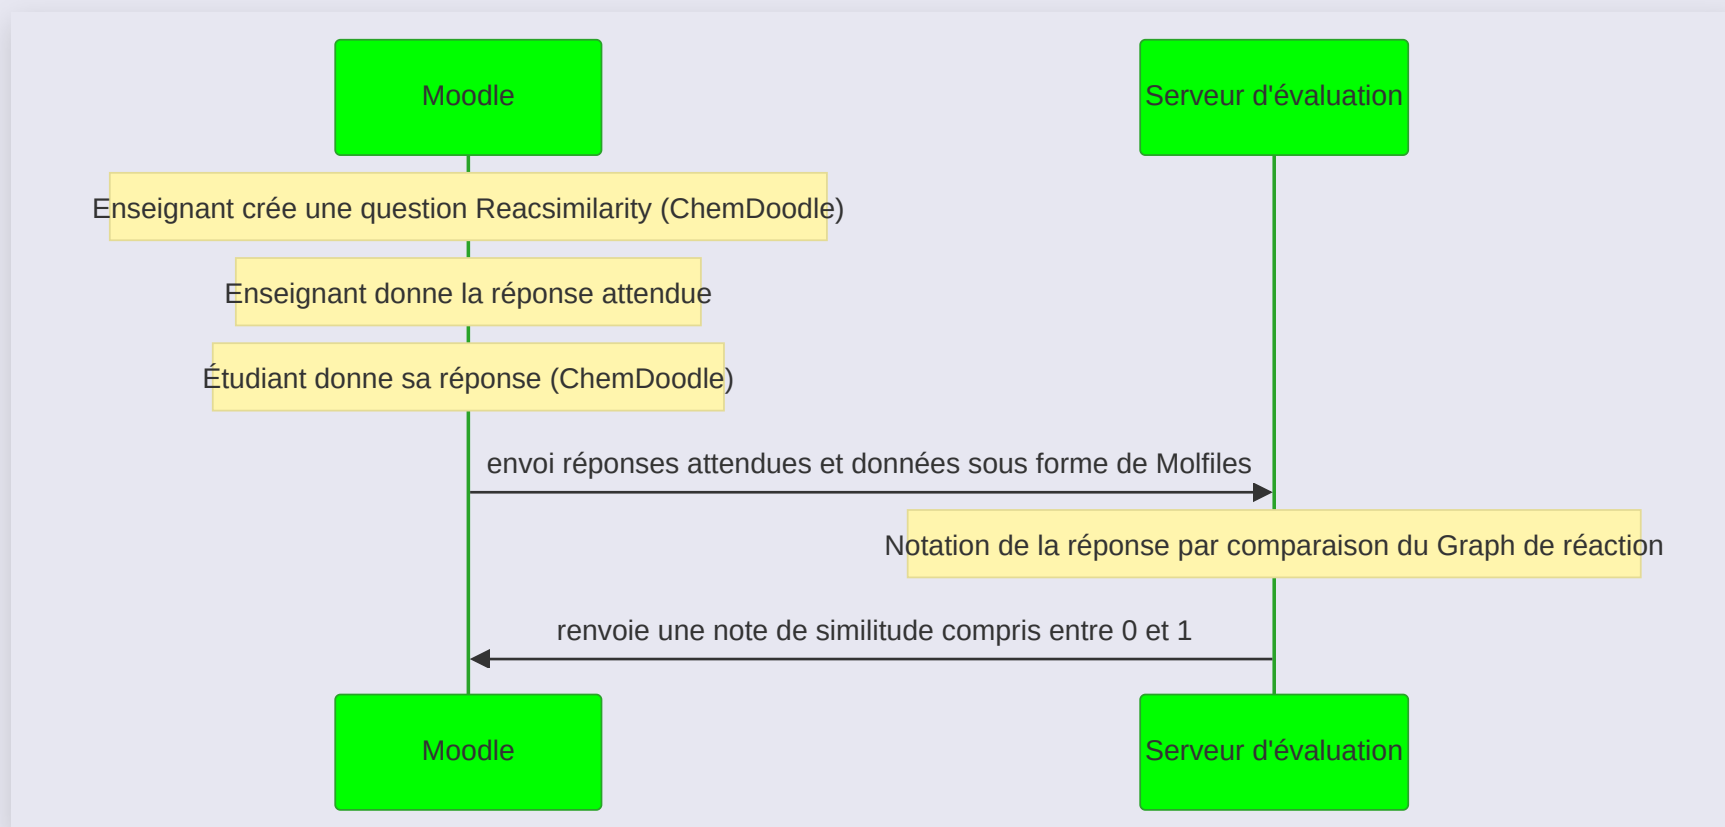 Moodle
Serveur d'évaluation
Enseignant crée une question Reacsimilarity (ChemDoodle)
Enseignant donne la réponse attendue
Étudiant donne sa réponse (ChemDoodle)
envoi réponses attendues et données sous forme de Molfiles
Notation de la réponse par comparaison du Graph de réaction
renvoie une note de similitude compris entre 0 et 1
Moodle
Serveur d'évaluation